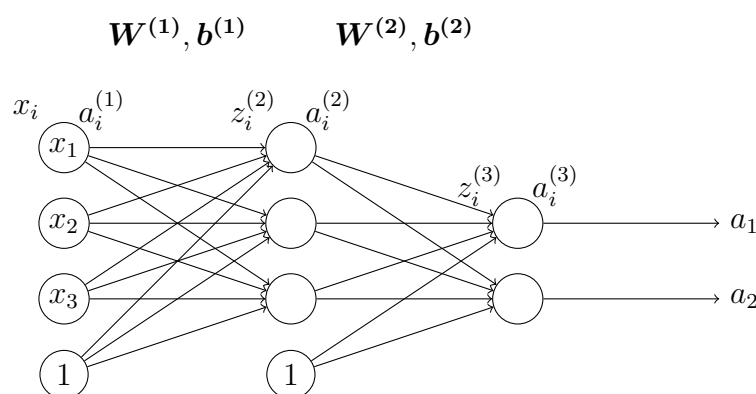 W^(1), b^(1) W^(2), b^(2)
x_i a_i^(1) z_i^(2) a_i^(2)
x_1
z_i^(3) a_i^(3)
x_2 a_1
x_3 a_2
1 1